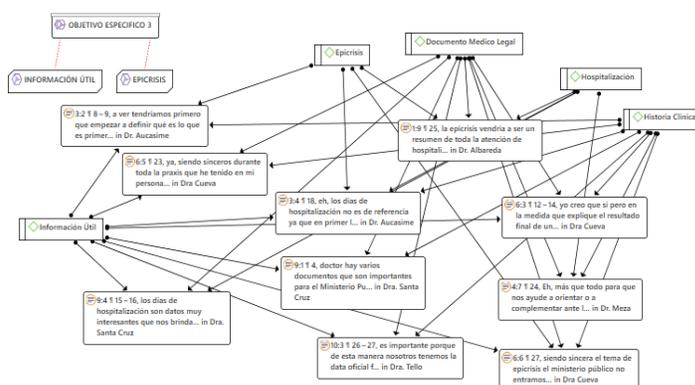 OBJETIVO ESPECIFICO 3
INFORMACIÓN ÚTIL
EPICRISIS
Epicrisis
Documento Medico Legal
Hospitalización
Historia Clínica
3:2 ¶ 8 – 9, a ver tendríamos primero
que empezar a definir qué es lo que
es primer... in Dr. Aucasime
1:9 ¶ 25, la epicrisis vendría a ser un
resumen de toda la atención de
hospitali... in Dr. Albareda
6:5 ¶ 23, ya, siendo sinceros durante
toda la praxis que he tenido en mi
persona... in Dra Cueva
3:4 ¶ 18, eh, los días de
hospitalización no es de referencia
ya que en primer l... in Dr. Aucasime
6:3 ¶ 12 – 14, yo creo que si pero en
la medida que explique el resultado
final de un... in Dra Cueva
Información Útil
9:1 ¶ 4, doctor hay varios
documentos que son importantes
para el Ministerio Pu... in Dra. Santa
Cruz
4:7 ¶ 24, Eh, más que todo para que
nos ayude a orientar o a
complementar ante l... in Dr. Meza
9:4 ¶ 15 – 16, los días de
hospitalización son datos muy
interesantes que nos brinda... in Dra.
Santa Cruz
10:3 ¶ 26 – 27, es importante porque
de esta manera nosotros tenemos la
data oficial f... in Dra. Tello
6:6 ¶ 27, siendo sincera el tema de
epicrisis el ministerio público no
entramos... in Dra Cueva